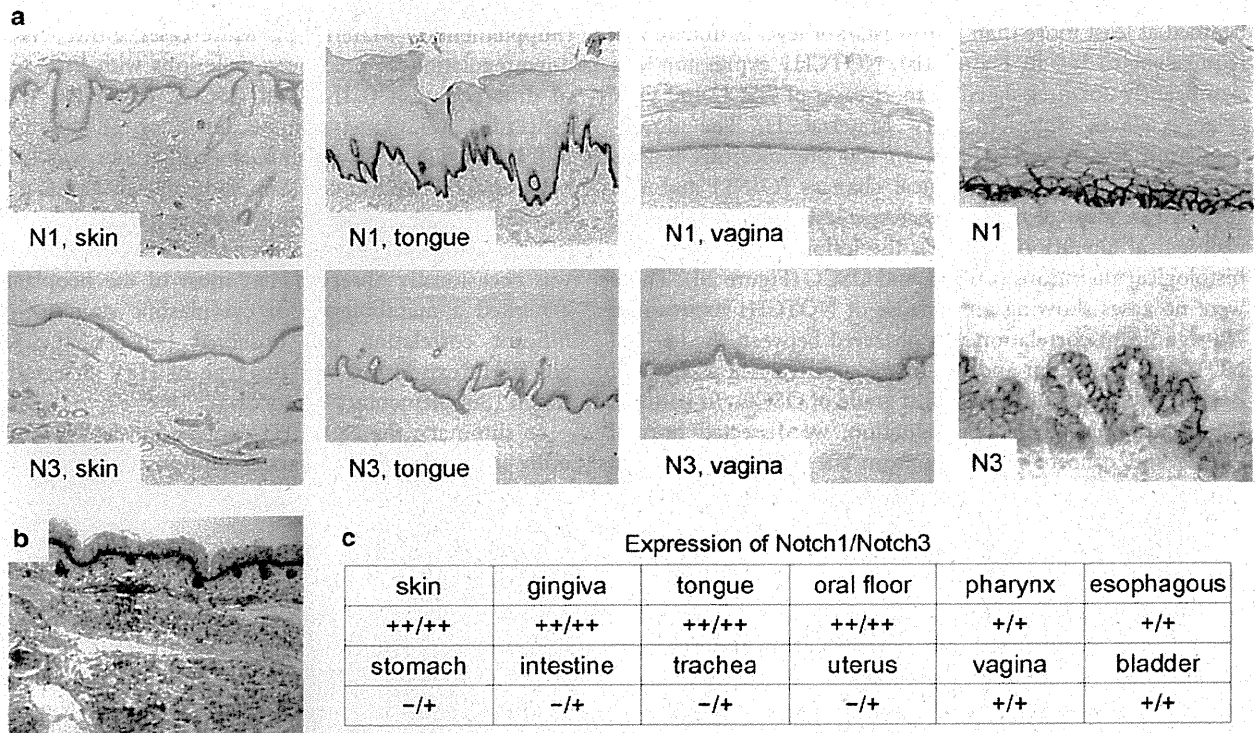 a
N1, skin
N1, tongue
N1, vagina
N1
N3, skin
N3, tongue
N3, vagina
N3
b
c
Expression of Notch1/Notch3
skin gingiva tongue oral floor pharynx esophagous
++/++ ++/++ ++/++ ++/++ +/+ +/+
stomach intestine trachea uterus vagina bladder
−/+ −/+ −/+ −/+ +/+ +/+